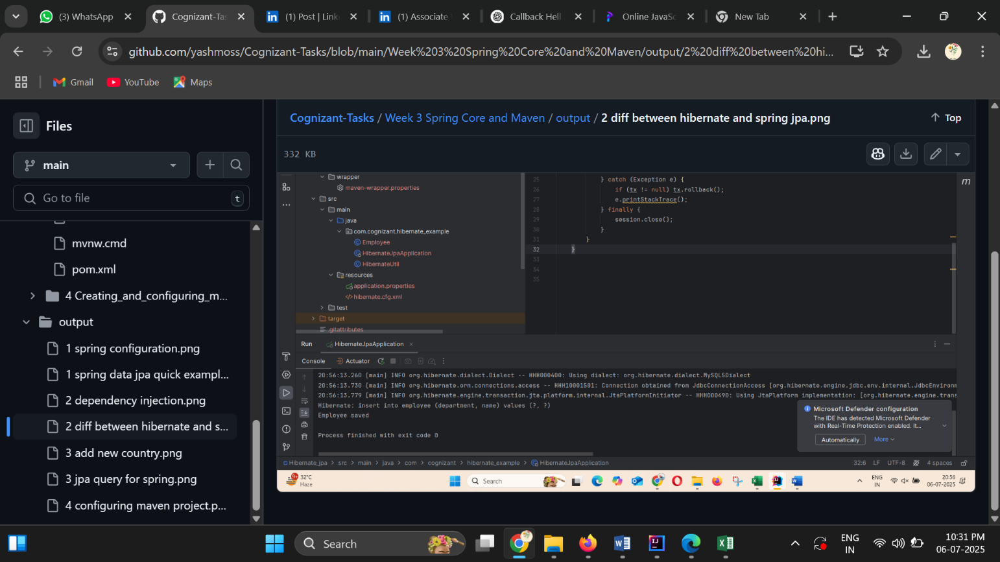 (3) WhatsApp
Cognizant-Tas
(1) Post | Link
(1) Associate
Callback Hell
Online JavaSc
New Tab
github.com/yashmoss/Cognizant-Tasks/blob/main/Week%203%20Spring%20Core%20and%20Maven/output/2%20diff%20between%20hi...
Gmail
YouTube
Maps
Files
main
Go to file
t
mvnw.cmd
pom.xml
4 Creating_and_configuring_m...
output
1 spring configuration.png
1 spring data jpa quick exampl...
2 dependency injection.png
2 diff between hibernate and s...
3 add new country.png
3 jpa query for spring.png
4 configuring maven project.p...
Cognizant-Tasks / Week 3 Spring Core and Maven / output / 2 diff between hibernate and spring jpa.png
Top
332 KB
wrapper
maven-wrapper.properties
src
main
java
com.cognizant.hibernate_example
Employee
HibernateJpaApplication
HibernateUtil
resources
application.properties
hibernate.cfg.xml
test
target
.gitattributes
25 } catch (Exception e) {
26 if (tx != null) tx.rollback();
27 e.printStackTrace();
28 } finally {
29 session.close();
30 }
31 }
32 }
33
34
35
m
Run HibernateJpaApplication
Console Actuator
20:56:13.260 [main] INFO org.hibernate.dialect.Dialect -- HHH000400: Using dialect: org.hibernate.dialect.MySQL5Dialect
20:56:13.730 [main] INFO org.hibernate.orm.connections.access -- HHH10001501: Connection obtained from JdbcConnectionAccess [org.hibernate.engine.jdbc.env.internal.JdbcEnvironm
20:56:13.779 [main] INFO org.hibernate.engine.transaction.jta.platform.internal.JtaPlatformInitiator -- HHH000490: Using JtaPlatform implementation: [org.hibernate.engine.trans
Hibernate: insert into employee (department, name) values (?, ?)
Employee saved
Process finished with exit code 0
Microsoft Defender configuration
The IDE has detected Microsoft Defender
with Real-Time Protection enabled. It...
Automatically
More
Hibernate_jpa > src > main > java > com > cognizant > hibernate_example > HibernateJpaApplication
32:6 LF UTF-8 4 spaces
9+
32°C
Haze
Search
ENG
IN
20:56
06-07-2025
Search
ENG
IN
10:31 PM
06-07-2025